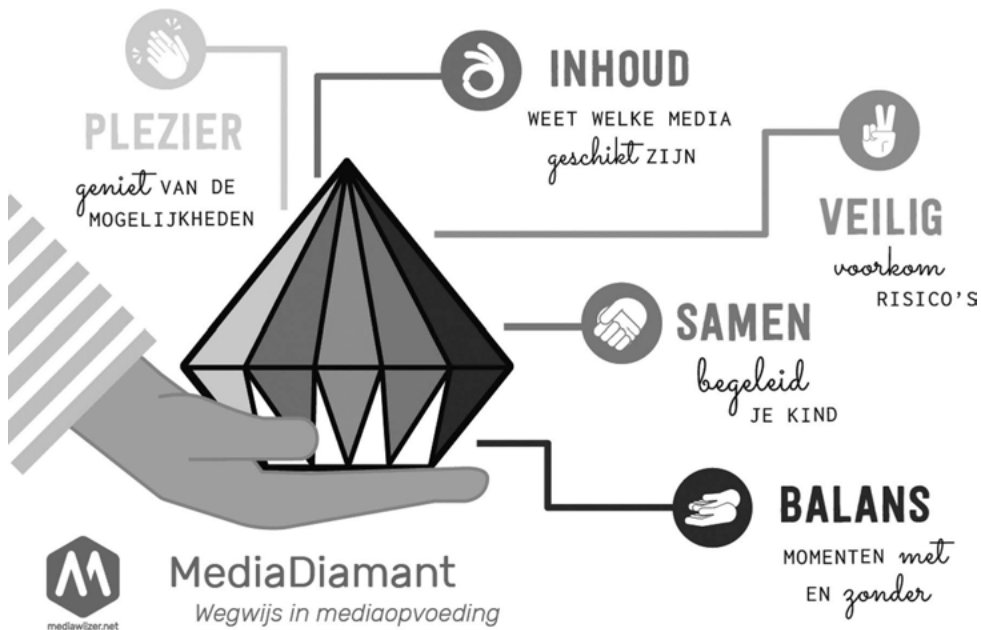 PLEZIER
geniet VAN DE
MOGELIJKHEDEN
INHOUD
WEET WELKE MEDIA
geschikt ZIJN
VEILIG
voorkom
RISICO'S
SAMEN
begeleid
JE KIND
BALANS
MOMENTEN met
EN zonder
MediaDiamant
Wegwijs in mediaopvoeding
mediawijzer.net